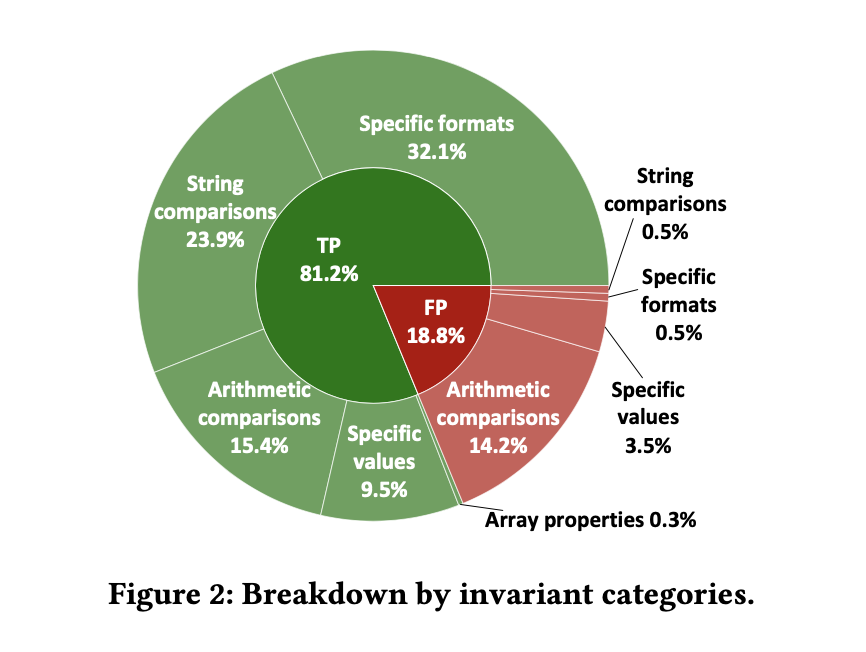 Specific formats
32.1%
String
comparisons
23.9%
TP
81.2%
FP
18.8%
String
comparisons
0.5%
Specific
formats
0.5%
Specific
values
3.5%
Arithmetic
comparisons
15.4%
Specific
values
9.5%
Arithmetic
comparisons
14.2%
Array properties 0.3%
Figure 2: Breakdown by invariant categories.